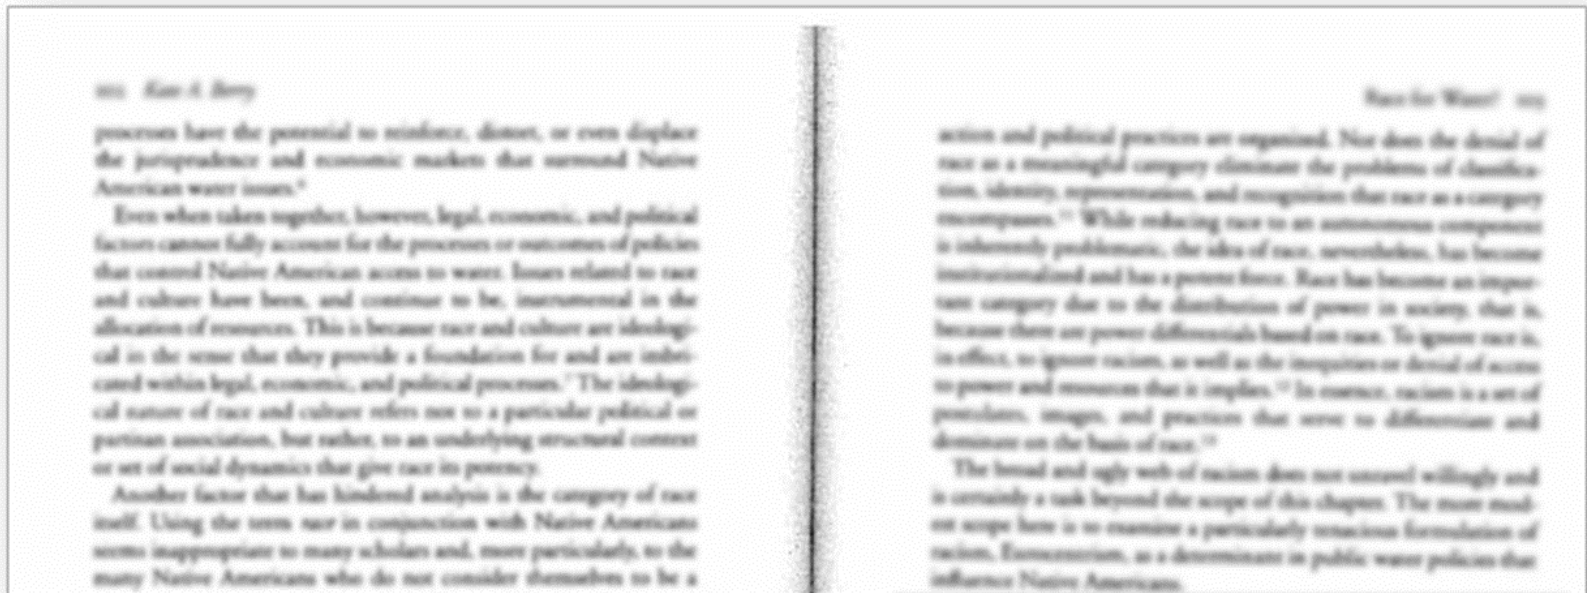 102 Kate A. Berry
processes have the potential to reinforce, distort, or even displace
the jurisprudence and economic markets that surround Native
American water issues.⁶
Even when taken together, however, legal, economic, and political
factors cannot fully account for the processes or outcomes of policies
that control Native American access to water. Issues related to race
and culture have been, and continue to be, instrumental in the
allocation of resources. This is because race and culture are ideologi-
cal in the sense that they provide a foundation for and are imbri-
cated within legal, economic, and political processes.⁷ The ideologi-
cal nature of race and culture refers not to a particular political or
partisan association, but rather, to an underlying structural context
or set of social dynamics that give race its potency.
Another factor that has hindered analysis is the category of race
itself. Using the term race in conjunction with Native Americans
seems inappropriate to many scholars and, more particularly, to the
many Native Americans who do not consider themselves to be a
Race for Water? 103
action and political practices are organized. Nor does the denial of
race as a meaningful category eliminate the problems of classifica-
tion, identity, representation, and recognition that race as a category
encompasses.¹¹ While reducing race to an autonomous component
is inherently problematic, the idea of race, nevertheless, has become
institutionalized and has a potent force. Race has become an impor-
tant category due to the distribution of power in society, that is,
because there are power differentials based on race. To ignore race is,
in effect, to ignore racism, as well as the inequities or denial of access
to power and resources that it implies.¹² In essence, racism is a set of
postulates, images, and practices that serve to differentiate and
dominate on the basis of race.¹³
The broad and ugly web of racism does not unravel willingly and
is certainly a task beyond the scope of this chapter. The more mod-
est scope here is to examine a particularly tenacious formulation of
racism, Eurocentrism, as a determinant in public water policies that
influence Native Americans.